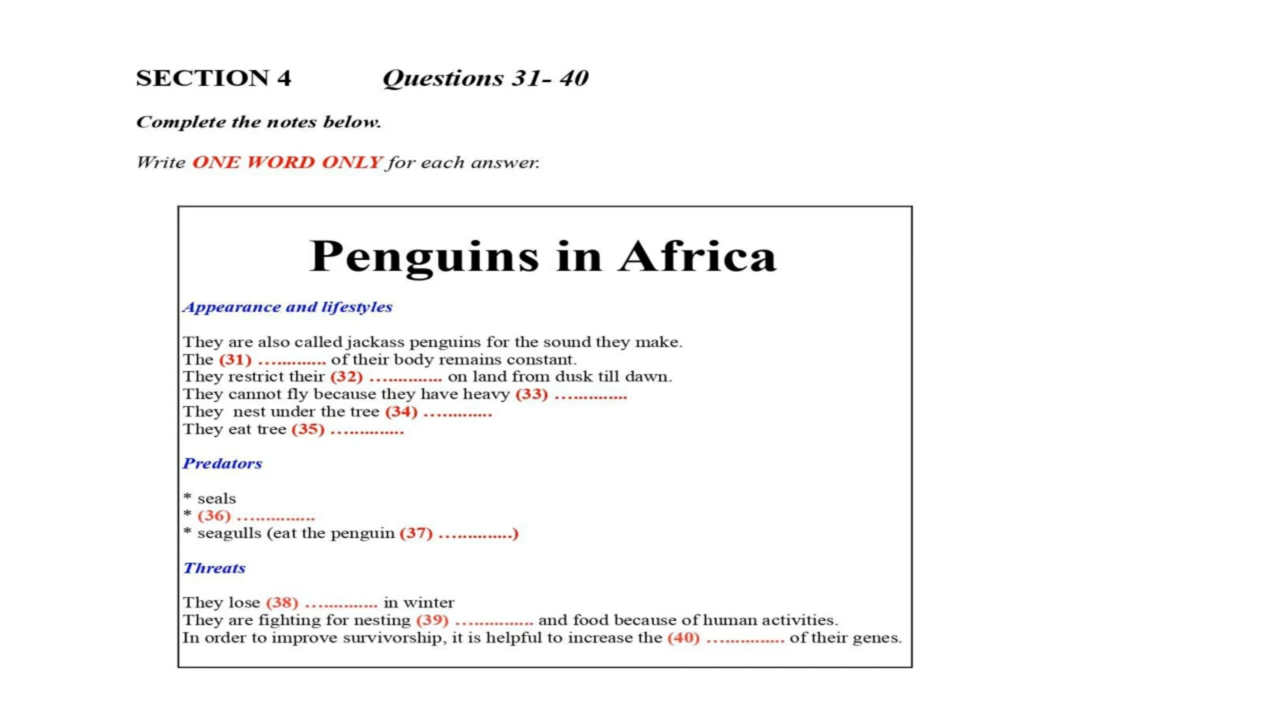 SECTION 4 Questions 31- 40
Complete the notes below.
Write ONE WORD ONLY for each answer.
Penguins in Africa
Appearance and lifestyles
They are also called jackass penguins for the sound they make.
The (31) ….......... of their body remains constant.
They restrict their (32) ….......... on land from dusk till dawn.
They cannot fly because they have heavy (33) …...........
They nest under the tree (34) …..........
They eat tree (35) …...........
Predators
* seals
* (36) …............
* seagulls (eat the penguin (37) …...........)
Threats
They lose (38) …........... in winter
They are fighting for nesting (39) …............ and food because of human activities.
In order to improve survivorship, it is helpful to increase the (40) …............ of their genes.